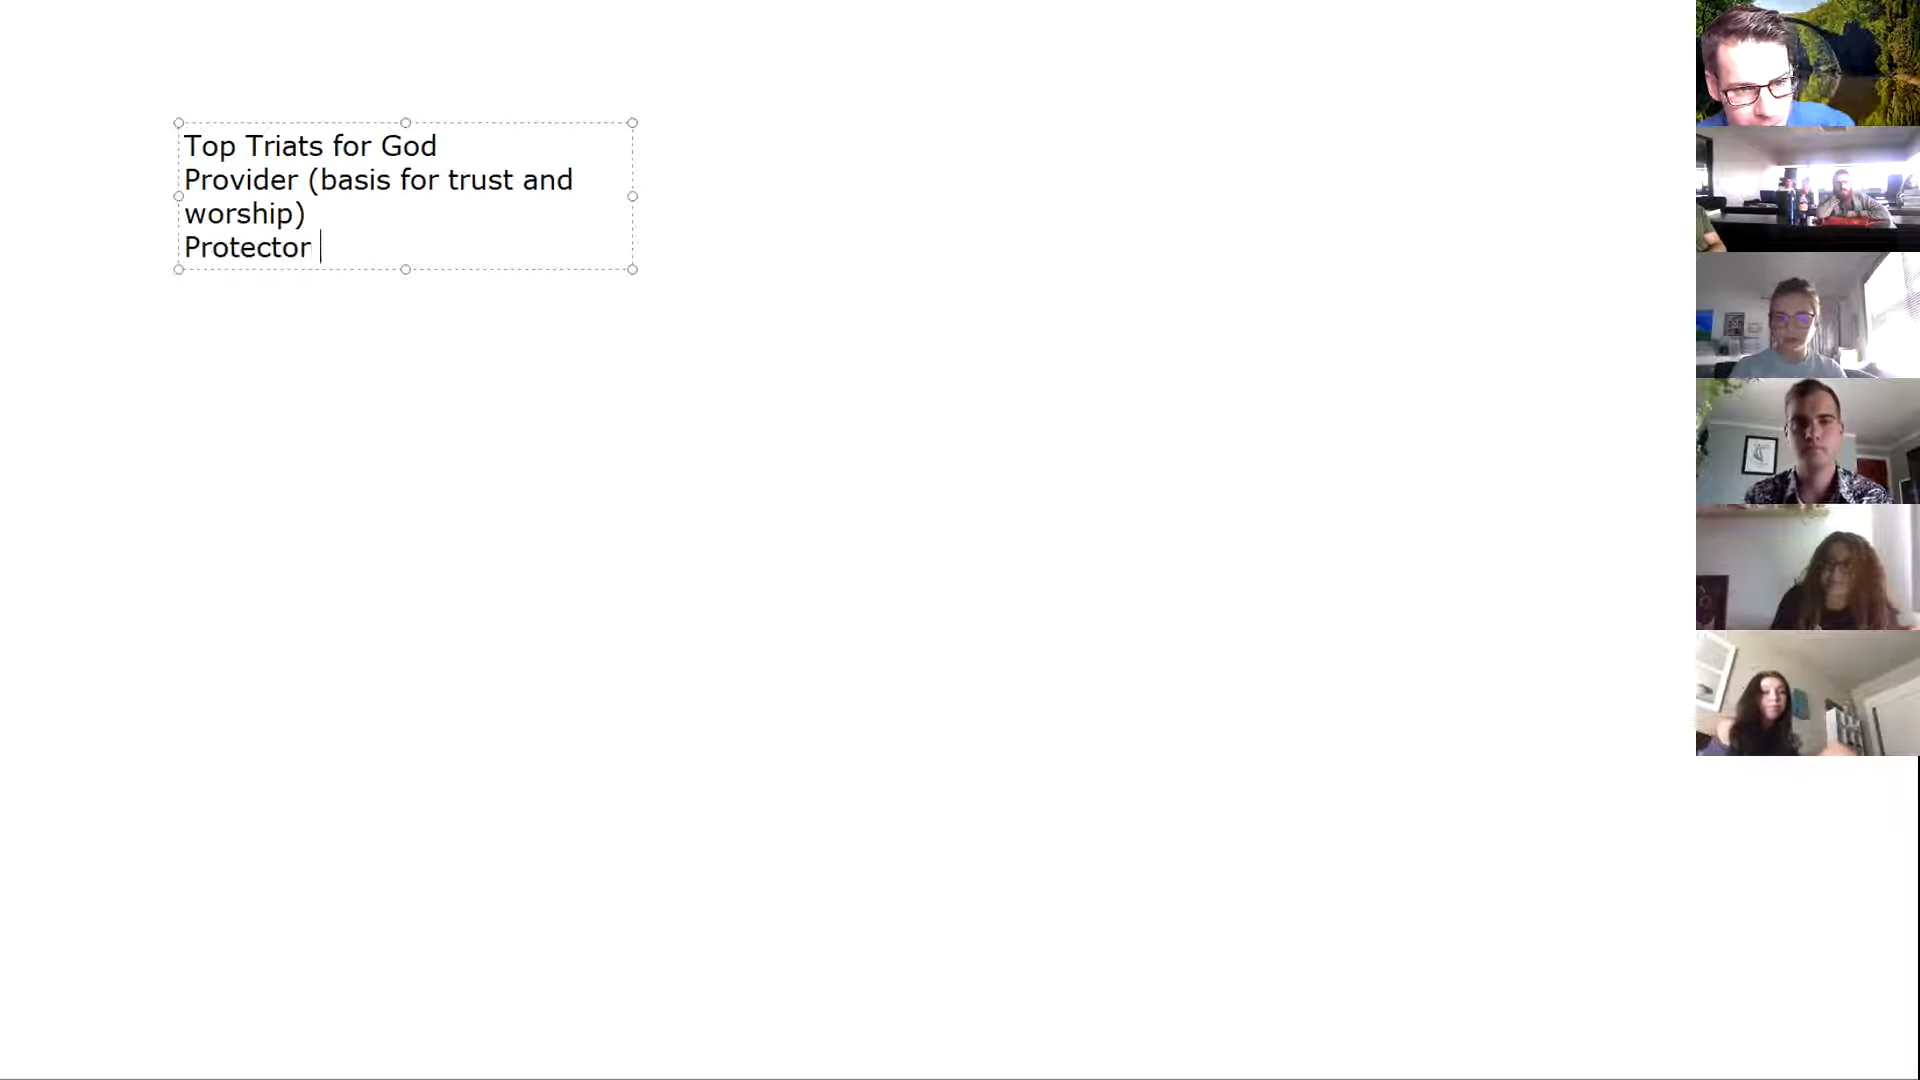 Top Triats for God
Provider (basis for trust and
worship)
Protector